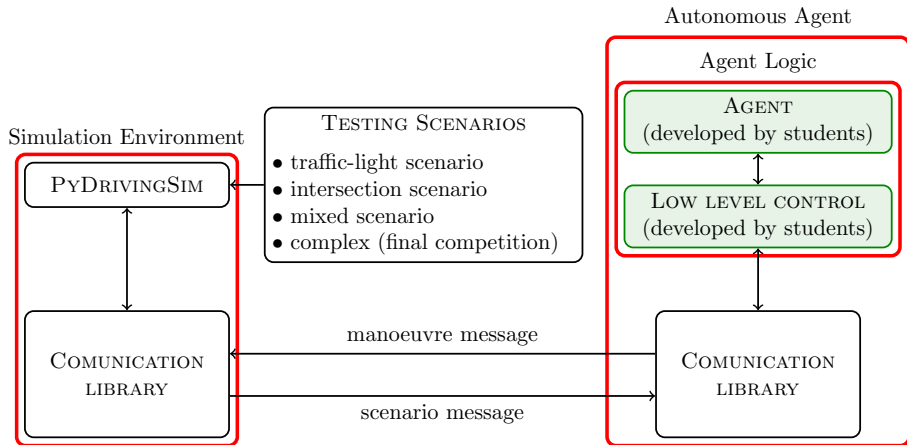 Autonomous Agent
Agent Logic
AGENT
(developed by students)
LOW LEVEL CONTROL
(developed by students)
TESTING SCENARIOS
• traffic-light scenario
• intersection scenario
• mixed scenario
• complex (final competition)
Simulation Environment
PYDRIVINGSIM
manoeuvre message
COMUNICATION
LIBRARY
COMUNICATION
LIBRARY
scenario message